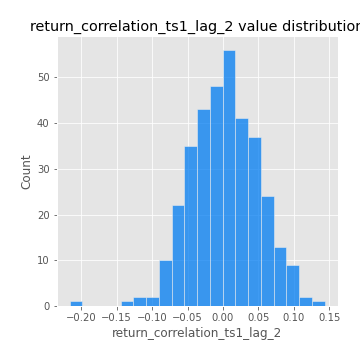 return_correlation_ts1_lag_2 value distribution
Count
50
40
30
20
10
0
−0.20 −0.15 −0.10 −0.05 0.00 0.05 0.10 0.15
return_correlation_ts1_lag_2